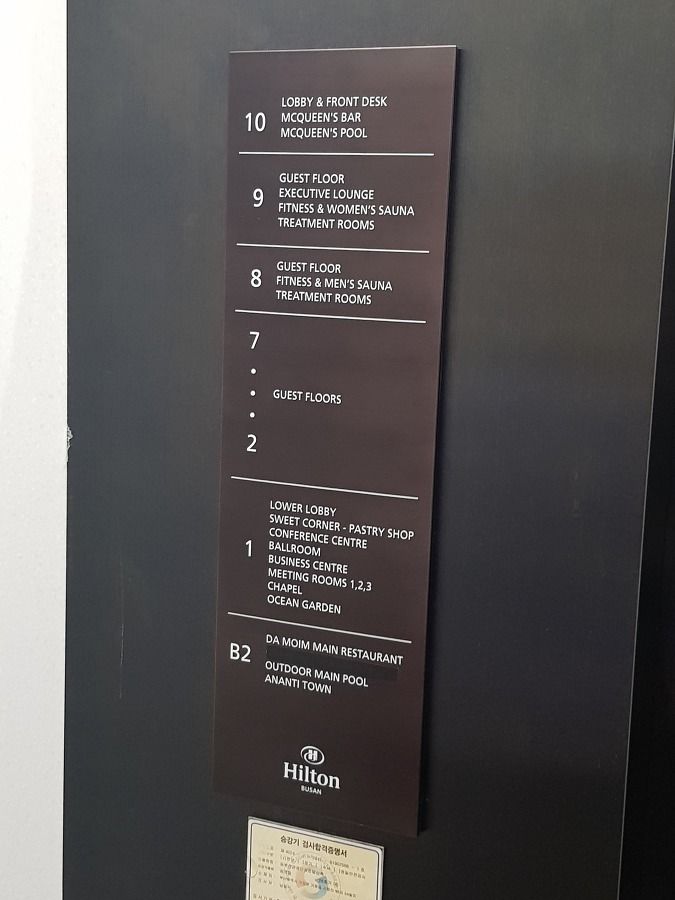 10
LOBBY & FRONT DESK
MCQUEEN'S BAR
MCQUEEN'S POOL
9
GUEST FLOOR
EXECUTIVE LOUNGE
FITNESS & WOMEN'S SAUNA
TREATMENT ROOMS
8
GUEST FLOOR
FITNESS & MEN'S SAUNA
TREATMENT ROOMS
7
GUEST FLOORS
2
1
LOWER LOBBY
SWEET CORNER - PASTRY SHOP
CONFERENCE CENTRE
BALLROOM
BUSINESS CENTRE
MEETING ROOMS 1,2,3
CHAPEL
OCEAN GARDEN
B2
DA MOIM MAIN RESTAURANT
OUTDOOR MAIN POOL
ANANTI TOWN
H
Hilton
BUSAN
승강기 검사합격증명서